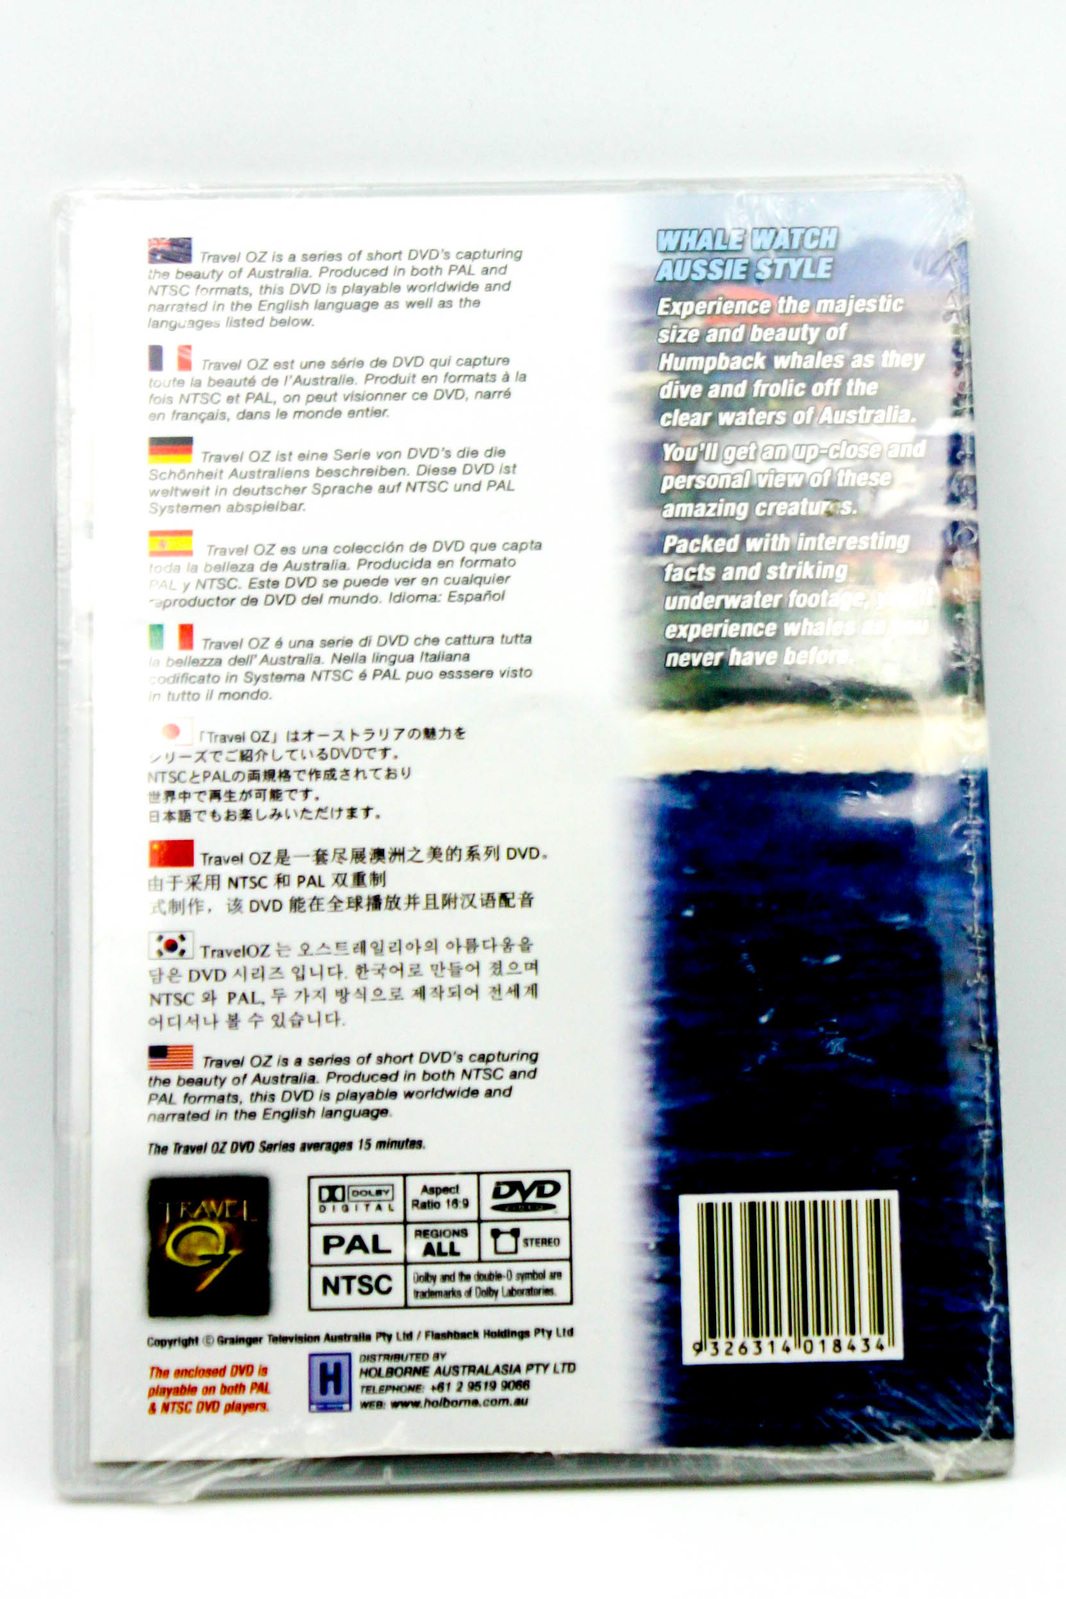 Travel OZ is a series of short DVD's capturing
the beauty of Australia. Produced in both PAL and
NTSC formats, this DVD is playable worldwide and
narrated in the English language as well as the
languages listed below.
Travel OZ est une série de DVD qui capture
toute la beauté de l'Australie. Produit en formats à la
fois NTSC et PAL, on peut visionner ce DVD, narré
en français, dans le monde entier.
Travel OZ ist eine Serie von DVD's die die
Schönheit Australiens beschreiben. Diese DVD ist
weltweit in deutscher Sprache auf NTSC und PAL
Systemen abspielbar.
Travel OZ es una colección de DVD que capta
toda la belleza de Australia. Producida en formato
PAL y NTSC. Este DVD se puede ver en cualquier
reproductor de DVD del mundo. Idioma: Español
Travel OZ é una serie di DVD che cattura tutta
la bellezza dell'Australia. Nella lingua Italiana
codificato in Systema NTSC é PAL puo esssere visto
in tutto il mondo.
「Travel OZ」はオーストラリアの魅力を
シリーズでご紹介しているDVDです。
NTSCとPALの両規格で作成されており
世界中で再生が可能です。
日本語でもお楽しみいただけます。
Travel OZ是一套尽展澳洲之美的系列 DVD。
由于采用 NTSC 和 PAL 双重制
式制作，该 DVD 能在全球播放并且附汉语配音
TravelOZ 는 오스트레일리아의 아름다움을
담은 DVD 시리즈 입니다. 한국어로 만들어 졌으며
NTSC 와 PAL, 두 가지 방식으로 제작되어 전세계
어디서나 볼 수 있습니다.
Travel OZ is a series of short DVD's capturing
the beauty of Australia. Produced in both NTSC and
PAL formats, this DVD is playable worldwide and
narrated in the English language.
The Travel OZ DVD Series averages 15 minutes.
TRAVEL
OZ
DOLBY
DIGITAL
Aspect
Ratio 16:9
DVD
VIDEO
PAL
REGIONS
ALL
STEREO
NTSC
Dolby and the double-D symbol are
trademarks of Dolby Laboratories.
Copyright © Grainger Television Australia Pty Ltd / Flashback Holdings Pty Ltd
The enclosed DVD is
playable on both PAL
& NTSC DVD players.
H
DISTRIBUTED BY
HOLBORNE AUSTRALASIA PTY LTD
TELEPHONE: +61 2 9519 9066
WEB: www.holborne.com.au
WHALE WATCH
AUSSIE STYLE
Experience the majestic
size and beauty of
Humpback whales as they
dive and frolic off the
clear waters of Australia.
You'll get an up-close and
personal view of these
amazing creatures.
Packed with interesting
facts and striking
underwater footage, you'll
experience whales as you
never have before.
9 326314 018434